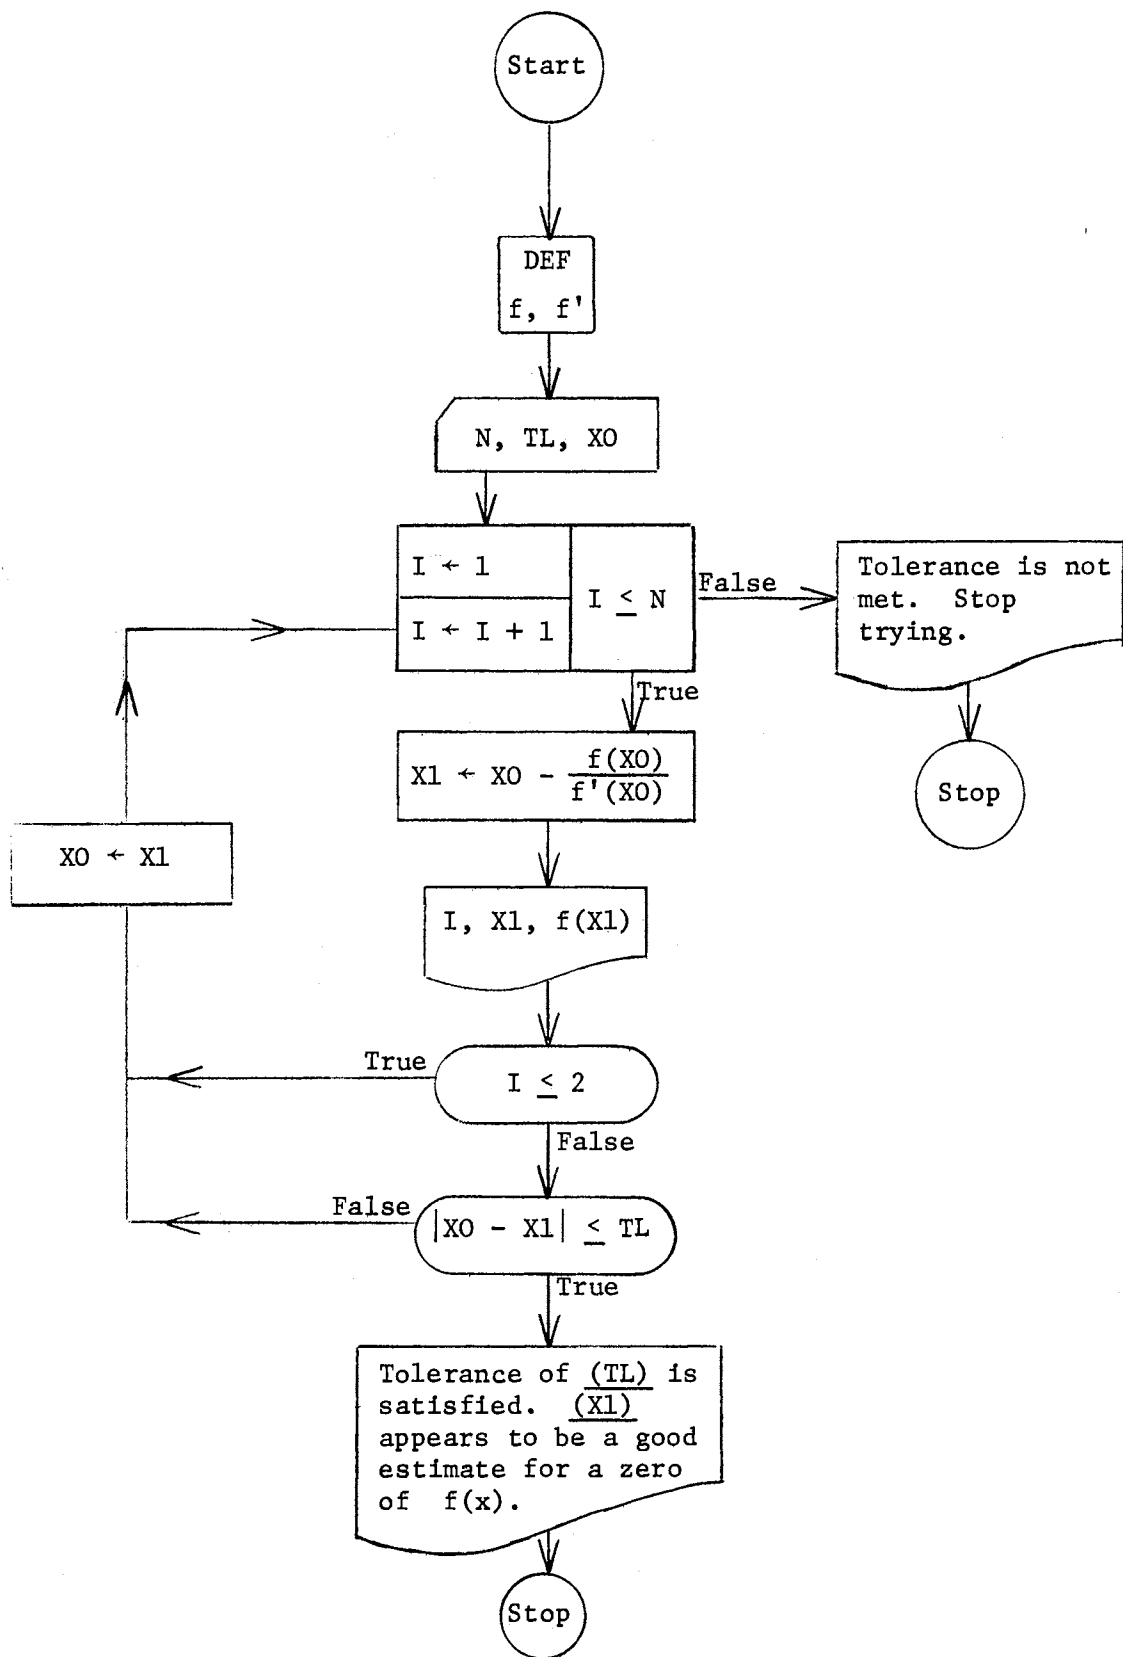 Start
DEF
f, f'
N, TL, X0
I ← 1
I ← I + 1
I ≤ N
False
True
Tolerance is not
met. Stop
trying.
Stop
X1 ← X0 - f(X0)
f'(X0)
X0 ← X1
I, X1, f(X1)
True
I ≤ 2
False
False
|X0 - X1| ≤ TL
True
Tolerance of (TL) is
satisfied. (X1)
appears to be a good
estimate for a zero
of f(x).
Stop